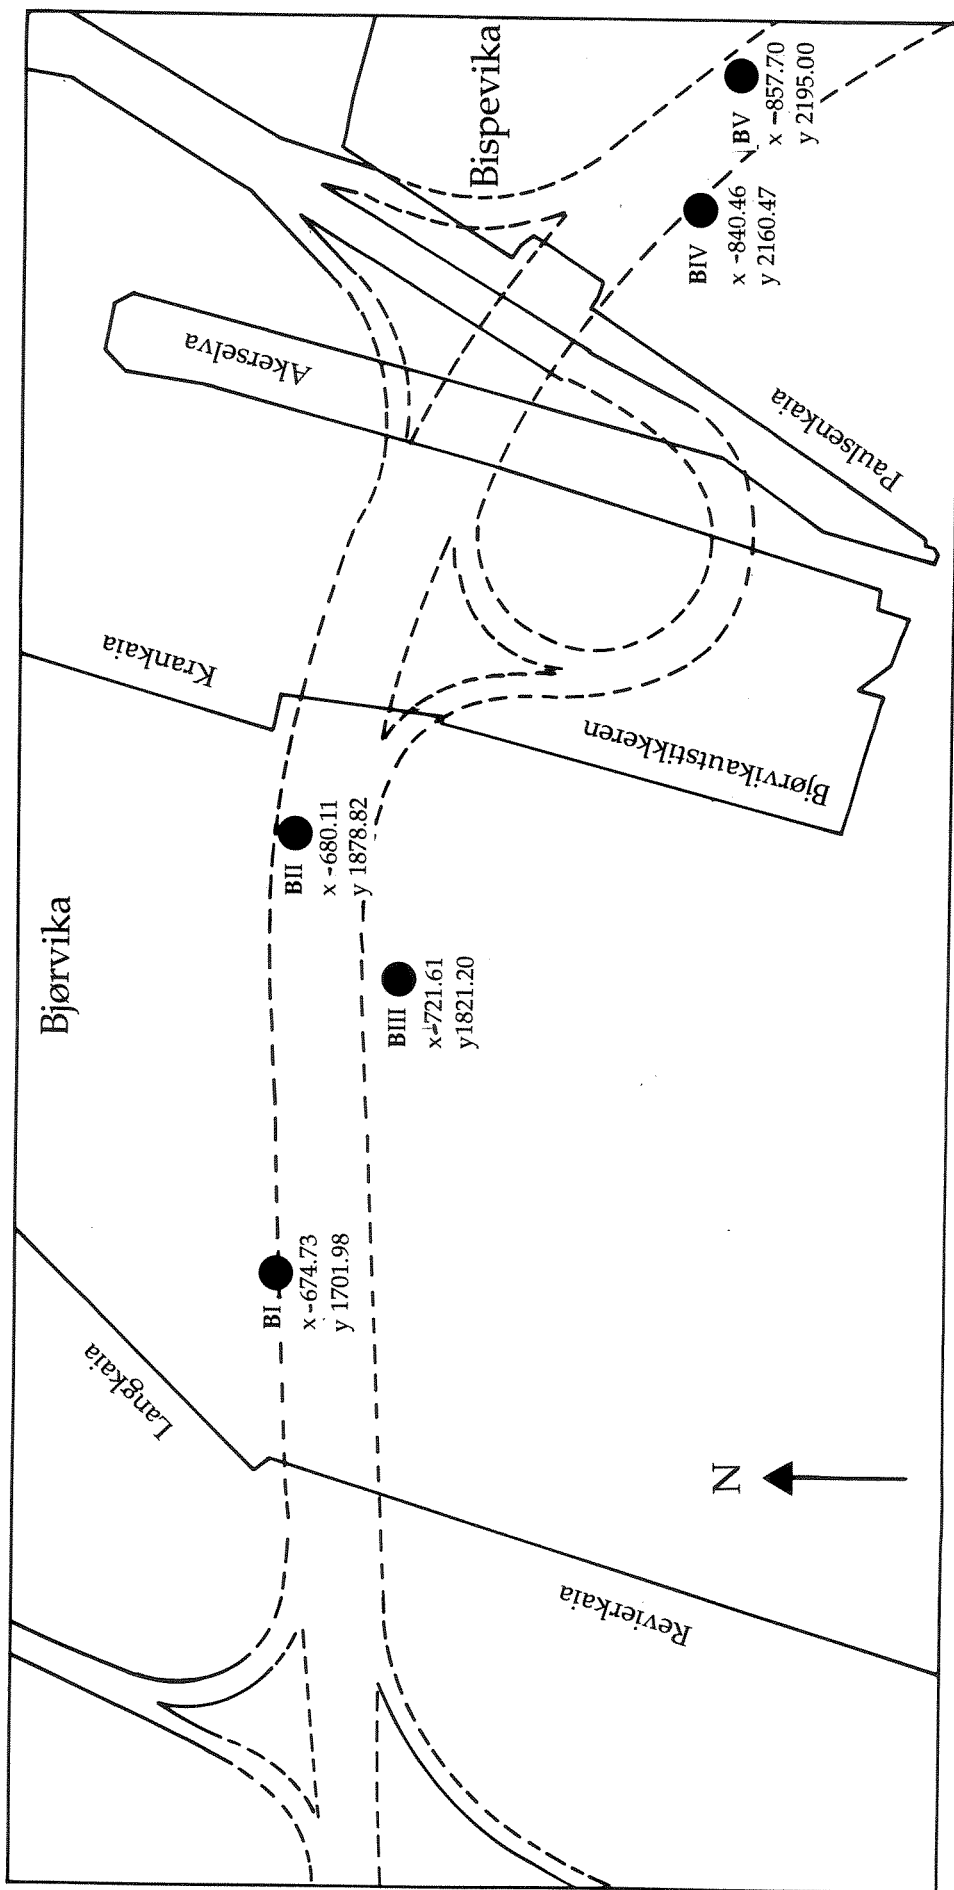 Bjørvika
Bispevika
Akerselva
Krankaia
Langkaia
Paulsenkaia
Bjørvikautstikkeren
Revierkaia
BI
x -674.73
y 1701.98
BII
x -680.11
y 1878.82
BIII
x -721.61
y1821.20
BIV
x -840.46
y 2160.47
BV
x -857.70
y 2195.00
N